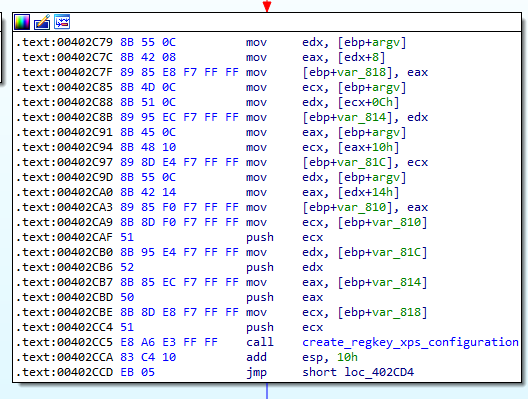 .text:00402C79 8B 55 0C mov edx, [ebp+argv]
.text:00402C7C 8B 42 08 mov eax, [edx+8]
.text:00402C7F 89 85 E8 F7 FF FF mov [ebp+var_818], eax
.text:00402C85 8B 4D 0C mov ecx, [ebp+argv]
.text:00402C88 8B 51 0C mov edx, [ecx+0Ch]
.text:00402C8B 89 95 EC F7 FF FF mov [ebp+var_814], edx
.text:00402C91 8B 45 0C mov eax, [ebp+argv]
.text:00402C94 8B 48 10 mov ecx, [eax+10h]
.text:00402C97 89 8D E4 F7 FF FF mov [ebp+var_81C], ecx
.text:00402C9D 8B 55 0C mov edx, [ebp+argv]
.text:00402CA0 8B 42 14 mov eax, [edx+14h]
.text:00402CA3 89 85 F0 F7 FF FF mov [ebp+var_810], eax
.text:00402CA9 8B 8D F0 F7 FF FF mov ecx, [ebp+var_810]
.text:00402CAF 51 push ecx
.text:00402CB0 8B 95 E4 F7 FF FF mov edx, [ebp+var_81C]
.text:00402CB6 52 push edx
.text:00402CB7 8B 85 EC F7 FF FF mov eax, [ebp+var_814]
.text:00402CBD 50 push eax
.text:00402CBE 8B 8D E8 F7 FF FF mov ecx, [ebp+var_818]
.text:00402CC4 51 push ecx
.text:00402CC5 E8 A6 E3 FF FF call create_regkey_xps_configuration
.text:00402CCA 83 C4 10 add esp, 10h
.text:00402CCD EB 05 jmp short loc_402CD4